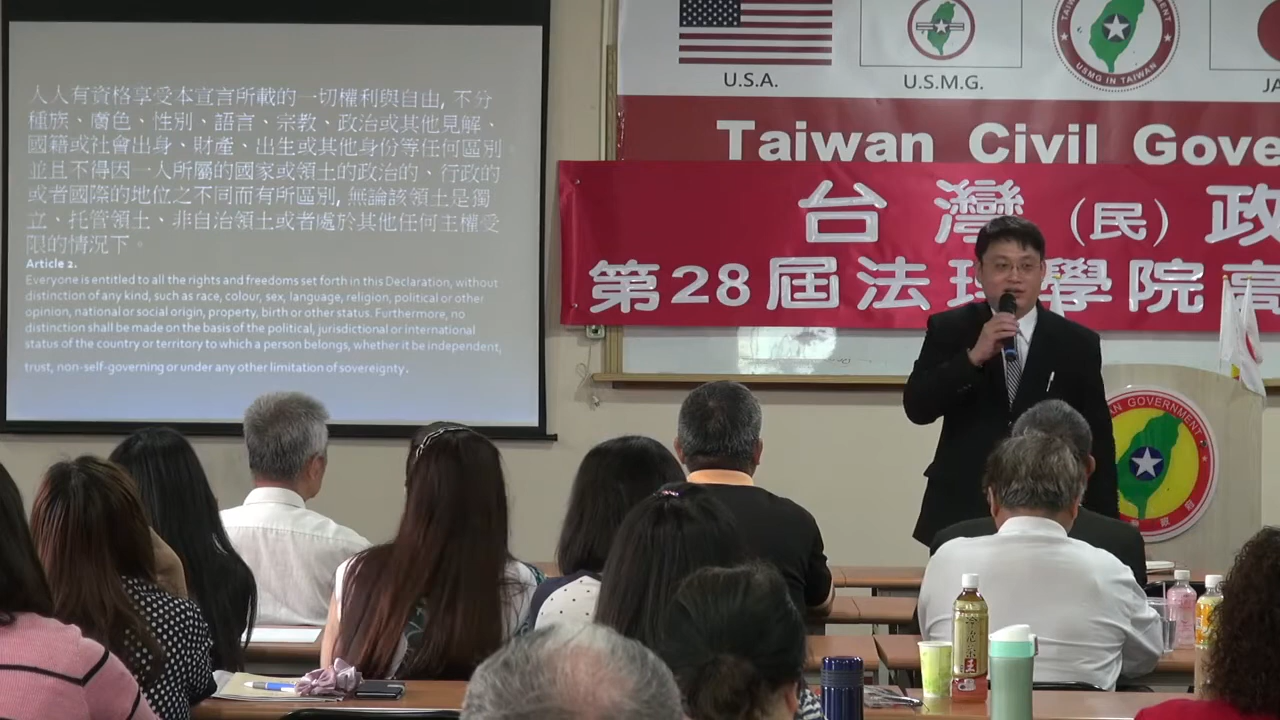 人人有資格享受本宣言所載的一切權利與自由, 不分
種族、膚色、性別、語言、宗教、政治或其他見解、
國籍或社會出身、財產、出生或其他身份等任何區別。
並且不得因一人所屬的國家或領土的政治的、行政的
或者國際的地位之不同而有所區別, 無論該領土是獨
立、托管領土、非自治領土或者處於其他任何主權受
限的情況下。
Article 2.
Everyone is entitled to all the rights and freedoms set forth in this Declaration, without
distinction of any kind, such as race, colour, sex, language, religion, political or other
opinion, national or social origin, property, birth or other status. Furthermore, no
distinction shall be made on the basis of the political, jurisdictional or international
status of the country or territory to which a person belongs, whether it be independent,
trust, non-self-governing or under any other limitation of sovereignty.
U.S.A.
U.S.M.G.
USMG IN TAIWAN
JA
Taiwan Civil Gove
台灣(民)政
第28屆法理學院高
GOVERNMENT